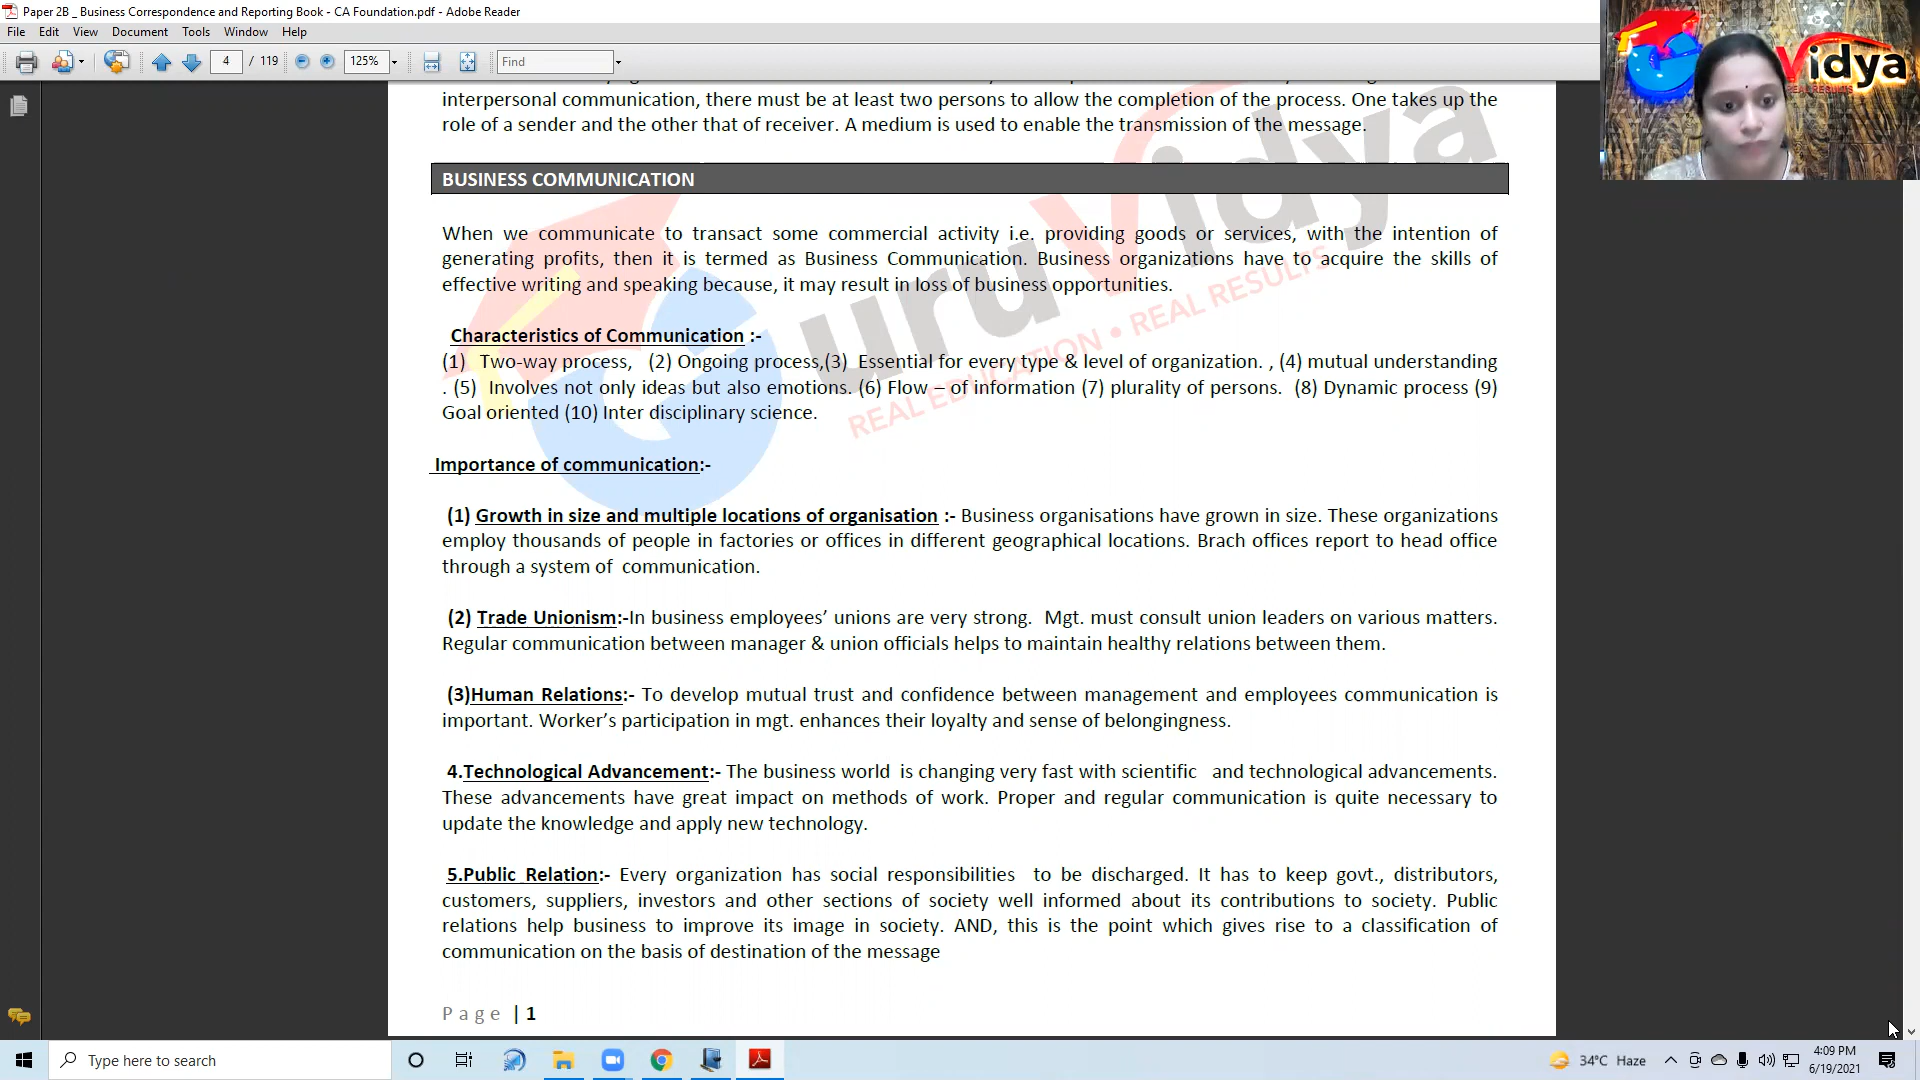 Paper 2B _ Business Correspondence and Reporting Book - CA Foundation.pdf - Adobe Reader
File Edit View Document Tools Window Help
4 / 119 125% Find
Vidya
REAL RESULTS
interpersonal communication, there must be at least two persons to allow the completion of the process. One takes up the
role of a sender and the other that of receiver. A medium is used to enable the transmission of the message.
BUSINESS COMMUNICATION
When we communicate to transact some commercial activity i.e. providing goods or services, with the intention of
generating profits, then it is termed as Business Communication. Business organizations have to acquire the skills of
effective writing and speaking because, it may result in loss of business opportunities.
Characteristics of Communication :-
(1) Two-way process, (2) Ongoing process,(3) Essential for every type & level of organization. , (4) mutual understanding
. (5) Involves not only ideas but also emotions. (6) Flow – of information (7) plurality of persons. (8) Dynamic process (9)
Goal oriented (10) Inter disciplinary science.
Importance of communication:-
(1) Growth in size and multiple locations of organisation :- Business organisations have grown in size. These organizations
employ thousands of people in factories or offices in different geographical locations. Brach offices report to head office
through a system of communication.
(2) Trade Unionism:-In business employees’ unions are very strong. Mgt. must consult union leaders on various matters.
Regular communication between manager & union officials helps to maintain healthy relations between them.
(3)Human Relations:- To develop mutual trust and confidence between management and employees communication is
important. Worker’s participation in mgt. enhances their loyalty and sense of belongingness.
4.Technological Advancement:- The business world is changing very fast with scientific and technological advancements.
These advancements have great impact on methods of work. Proper and regular communication is quite necessary to
update the knowledge and apply new technology.
5.Public Relation:- Every organization has social responsibilities to be discharged. It has to keep govt., distributors,
customers, suppliers, investors and other sections of society well informed about its contributions to society. Public
relations help business to improve its image in society. AND, this is the point which gives rise to a classification of
communication on the basis of destination of the message
Page | 1
GuruVidya
REAL EDUCATION • REAL RESULTS
Type here to search
34°C Haze
4:09 PM
6/19/2021